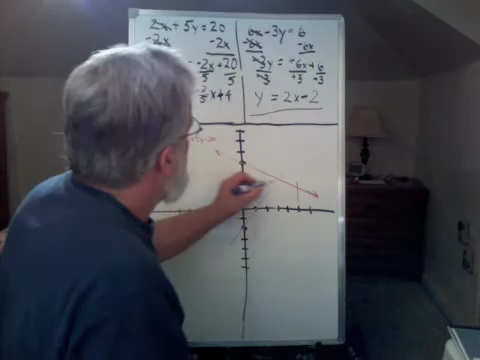 2x+5y=20
-2x -2x
-2x+20
5 5
-2/5x+4
6x-3y=6
-6x -6x
-3y = -6x+6
-3 -3 -3
y = 2x-2